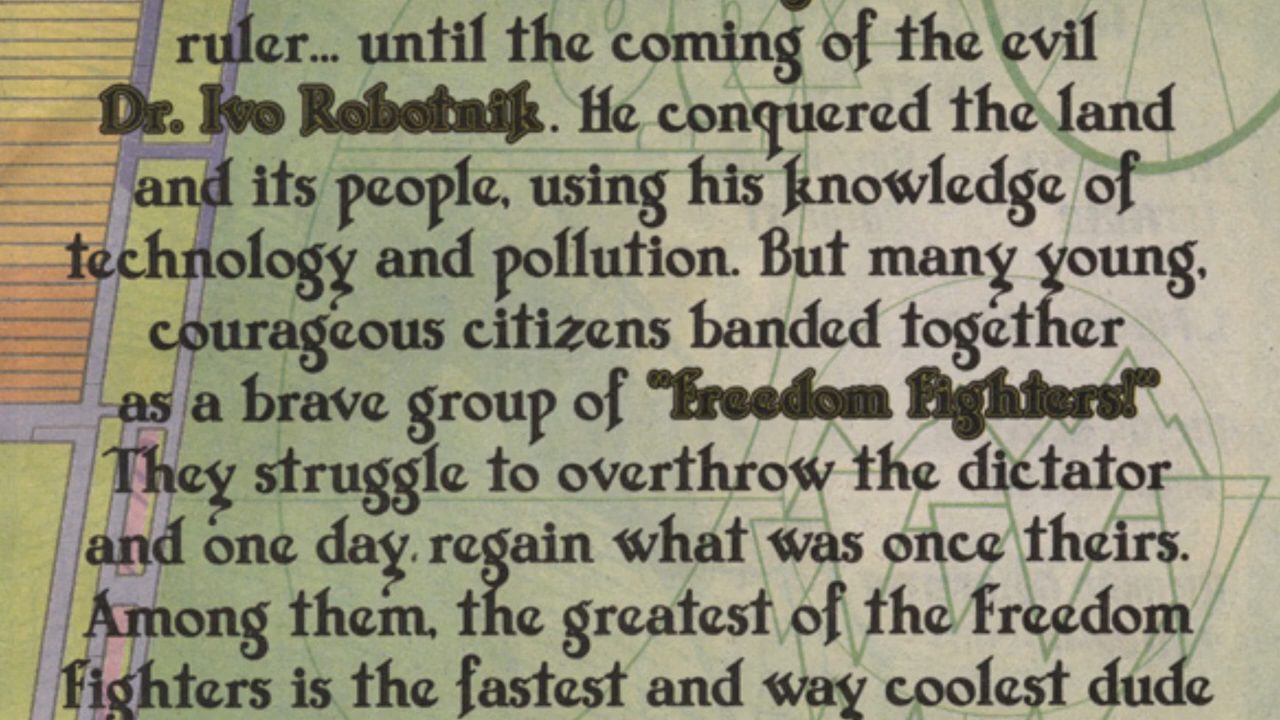 ruler... until the coming of the evil
Dr. Ivo Robotnik. He conquered the land
and its people, using his knowledge of
technology and pollution. But many young,
courageous citizens banded together
as a brave group of "Freedom Fighters!"
They struggle to overthrow the dictator
and one day, regain what was once theirs.
Among them, the greatest of the Freedom
Fighters is the fastest and way coolest dude